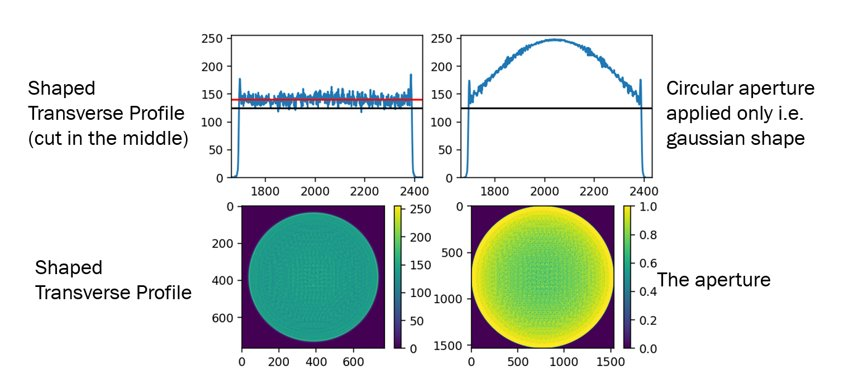 Shaped
Transverse Profile
(cut in the middle)
250
200
150
100
50
0
1800 2000 2200 2400
250
200
150
100
50
0
1800 2000 2200 2400
Circular aperture
applied only i.e.
gaussian shape
Shaped
Transverse Profile
0
200
400
600
0 200 400 600
250
200
150
100
50
0
0
500
1000
1500
0 500 1000 1500
1.0
0.8
0.6
0.4
0.2
0.0
The aperture